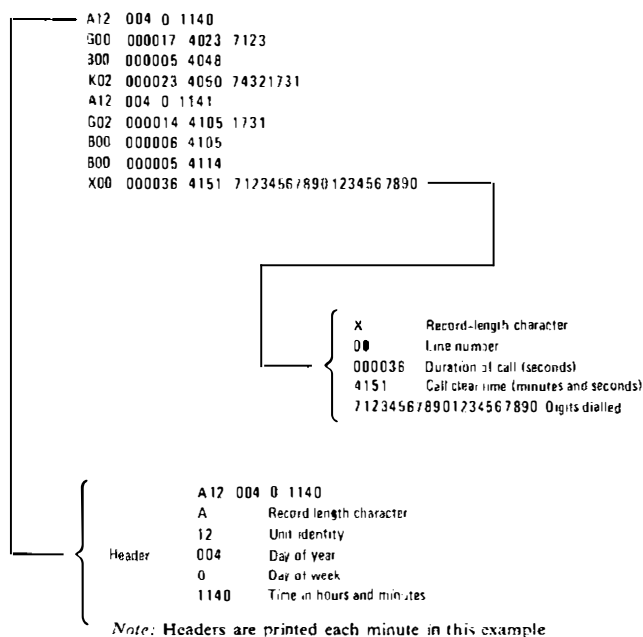 A12 004 0 1140
G00 000017 4023 7123
B00 000005 4048
K02 000023 4050 74321731
A12 004 0 1141
G02 000014 4105 1731
B00 000006 4105
B00 000005 4114
X00 000036 4151 712345678901234567890
X Record-length character
00 Line number
000036 Duration of call (seconds)
4151 Call clear time (minutes and seconds)
712345678901234567890 Digits dialled
A12 004 0 1140
A Record length character
12 Unit identity
Header 004 Day of year
0 Day of week
1140 Time in hours and minutes
Note: Headers are printed each minute in this example